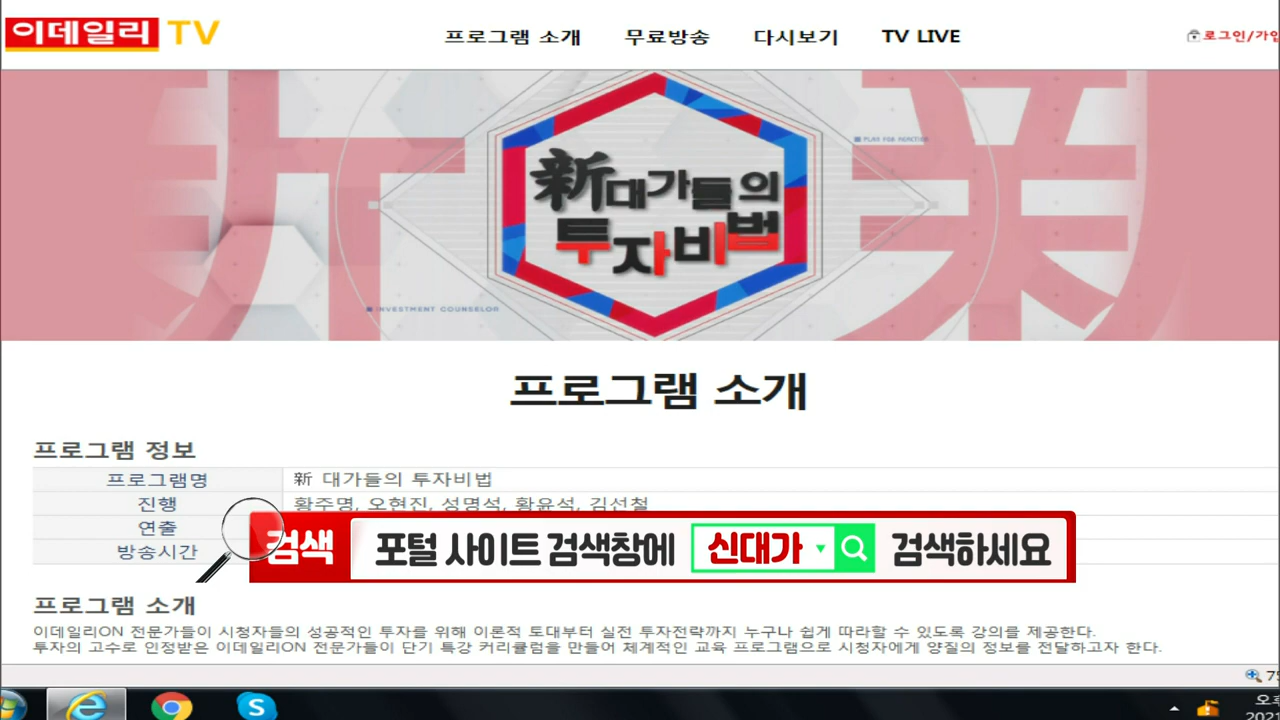 이데일리 TV
프로그램 소개 무료방송 다시보기 TV LIVE 로그인/가입
PLAN FOR PRACTICE
新대가들의
투자비법
INVESTMENT COUNSELOR
프로그램 소개
프로그램 정보
프로그램명 新 대가들의 투자비법
진행 황주명, 오현진, 성명석, 황윤석, 김선철
연출
방송시간
검색 포털 사이트 검색창에 신대가 검색하세요
프로그램 소개
이데일리ON 전문가들이 시청자들의 성공적인 투자를 위해 이론적 토대부터 실전 투자전략까지 누구나 쉽게 따라할 수 있도록 강의를 제공한다.
투자의 고수로 인정받은 이데일리ON 전문가들이 단기 특강 커리큘럼을 만들어 체계적인 교육 프로그램으로 시청자에게 양질의 정보를 전달하고자 한다.